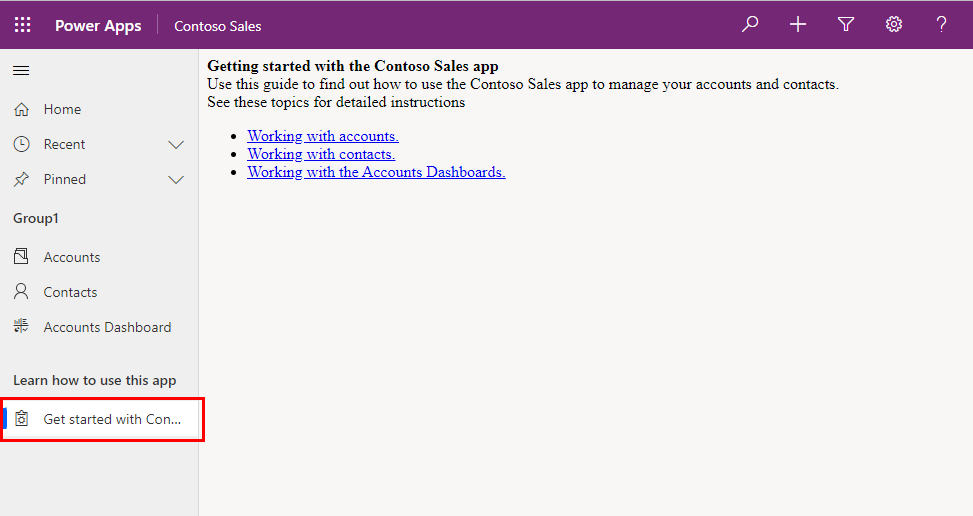 Power Apps
Contoso Sales
Home
Recent
Pinned
Group1
Accounts
Contacts
Accounts Dashboard
Learn how to use this app
Get started with Con...
Getting started with the Contoso Sales app
Use this guide to find out how to use the Contoso Sales app to manage your accounts and contacts.
See these topics for detailed instructions
Working with accounts.
Working with contacts.
Working with the Accounts Dashboards.